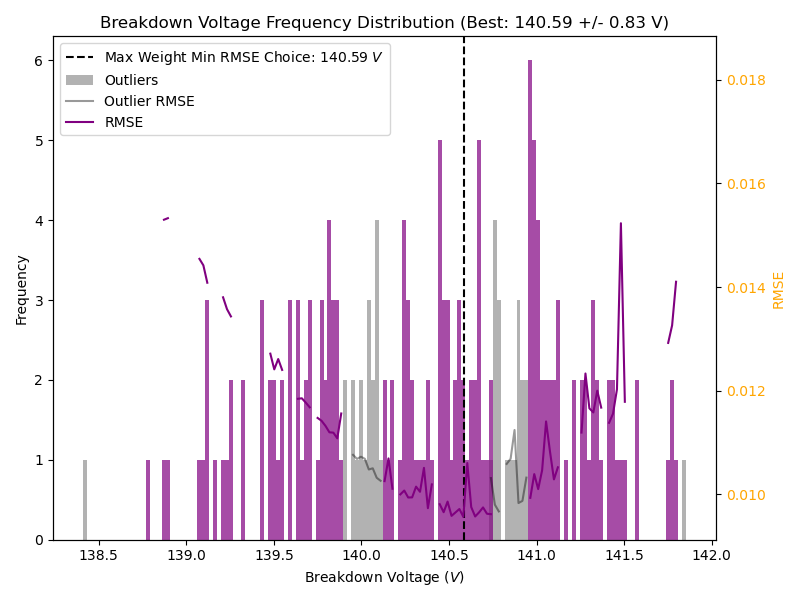 Breakdown Voltage Frequency Distribution (Best: 140.59 +/- 0.83 V)
Max Weight Min RMSE Choice: 140.59 V
Outliers
Outlier RMSE
RMSE
Frequency
6
5
4
3
2
1
0
0.018
0.016
0.014
0.012
0.010
RMSE
138.5 139.0 139.5 140.0 140.5 141.0 141.5 142.0
Breakdown Voltage (V)